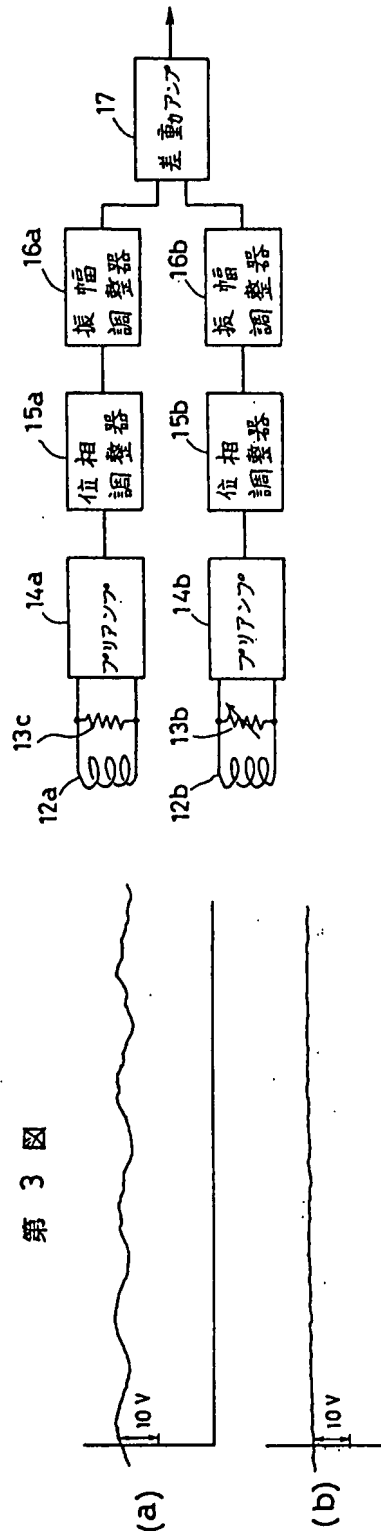 第 3 図
(a)
10 V
(b)
10 V
12a
13c
14a
プリアンプ
15a
位相
調整器
16a
振幅
調整器
17
差動アンプ
12b
13b
14b
プリアンプ
15b
位相
調整器
16b
振幅
調整器